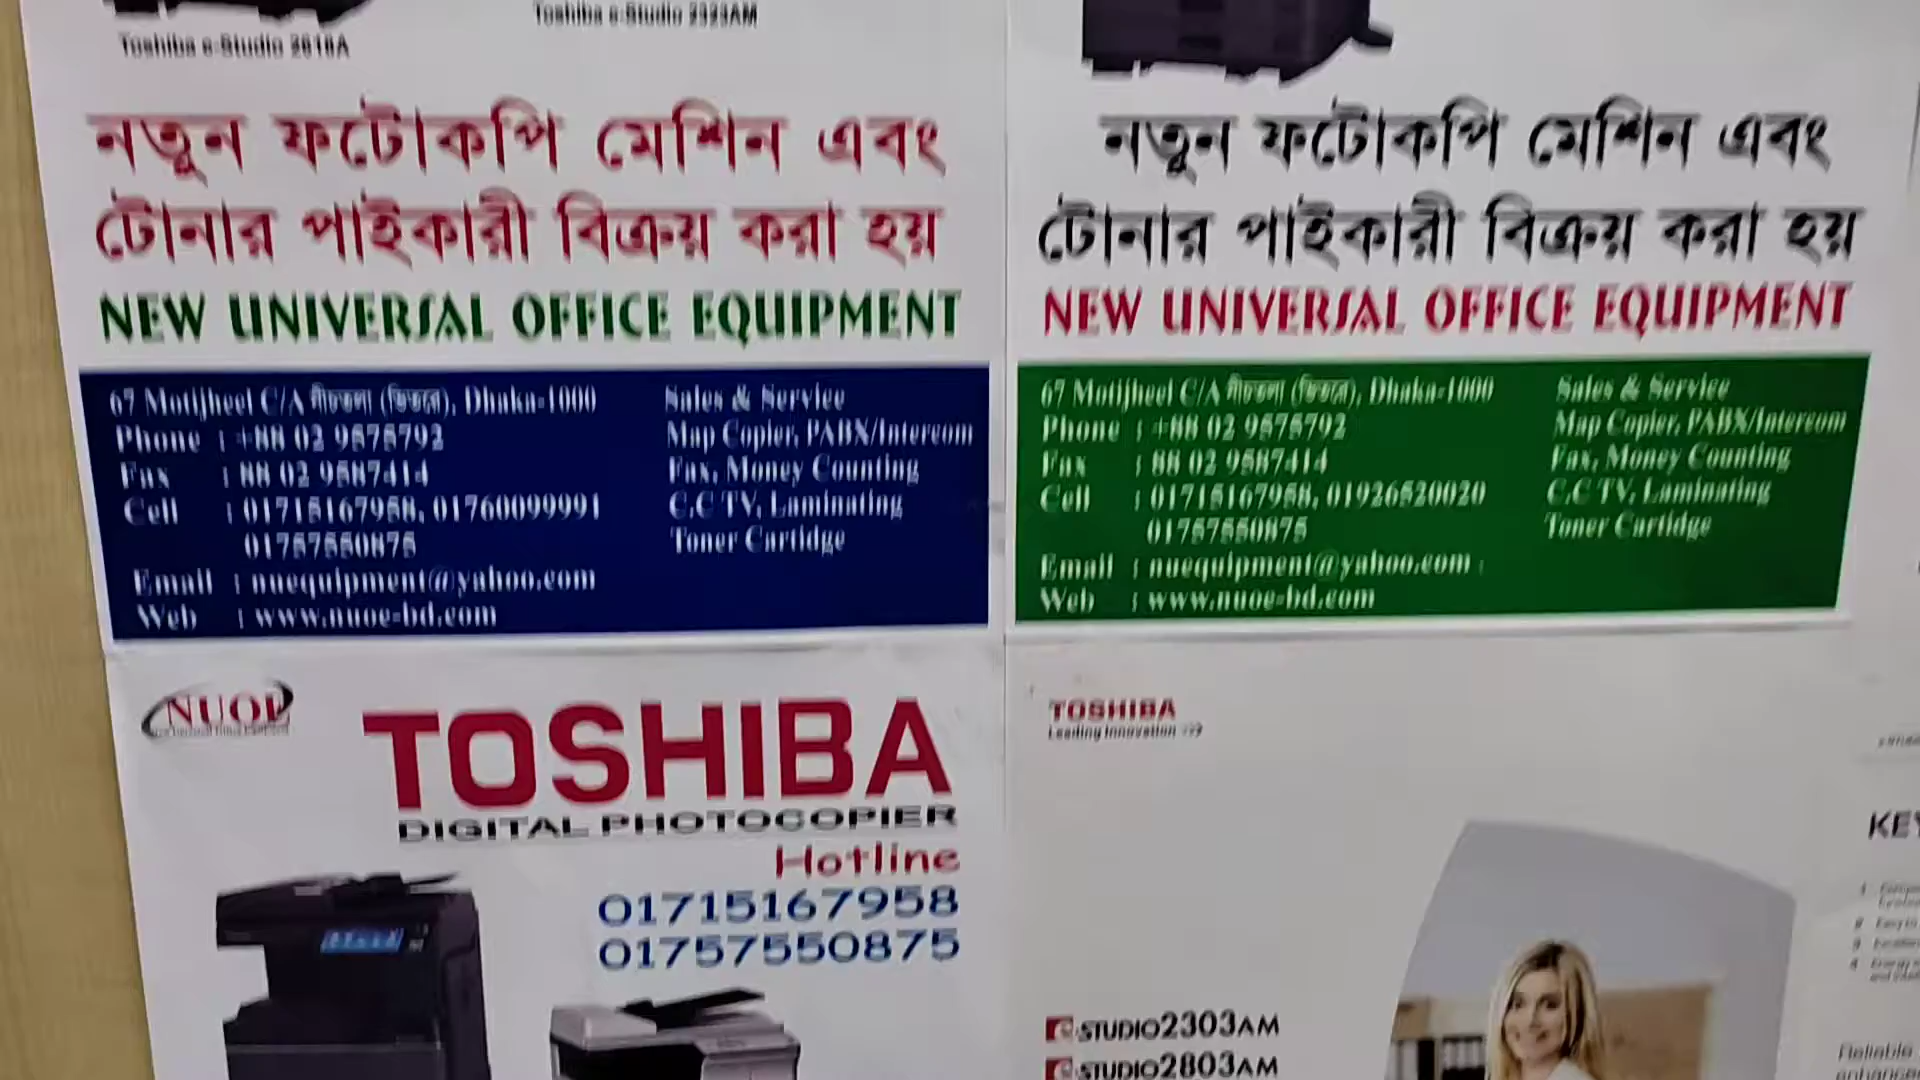 Toshiba e-Studio 2323AM
Toshiba e-Studio 2818A
নতুন ফটোকপি মেশিন এবং
টোনার পাইকারী বিক্রয় করা হয়
NEW UNIVERSAL OFFICE EQUIPMENT
67 Motijheel C/A নীচতলা (ভিতরে), Dhaka-1000
Phone : +88 02 9575792
Fax : 88 02 9587414
Cell : 01715167958, 01760099991
01757550875
Email : nuequipment@yahoo.com
Web : www.nuoe-bd.com
Sales & Service
Map Copier, PABX/Intercom
Fax, Money Counting
C.C TV, Laminating
Toner Cartidge
নতুন ফটোকপি মেশিন এবং
টোনার পাইকারী বিক্রয় করা হয়
NEW UNIVERSAL OFFICE EQUIPMENT
67 Motijheel C/A নীচতলা (ভিতরে), Dhaka-1000
Phone : +88 02 9575792
Fax : 88 02 9587414
Cell : 01715167958, 01926520020
01757550875
Email : nuequipment@yahoo.com
Web : www.nuoe-bd.com
Sales & Service
Map Copier, PABX/Intercom
Fax, Money Counting
C.C TV, Laminating
Toner Cartidge
NUOE
TOSHIBA
DIGITAL PHOTOCOPIER
Hotline
01715167958
01757550875
TOSHIBA
Leading Innovation >>>
e-STUDIO2303AM
e-STUDIO2803AM
KEY
Reliable